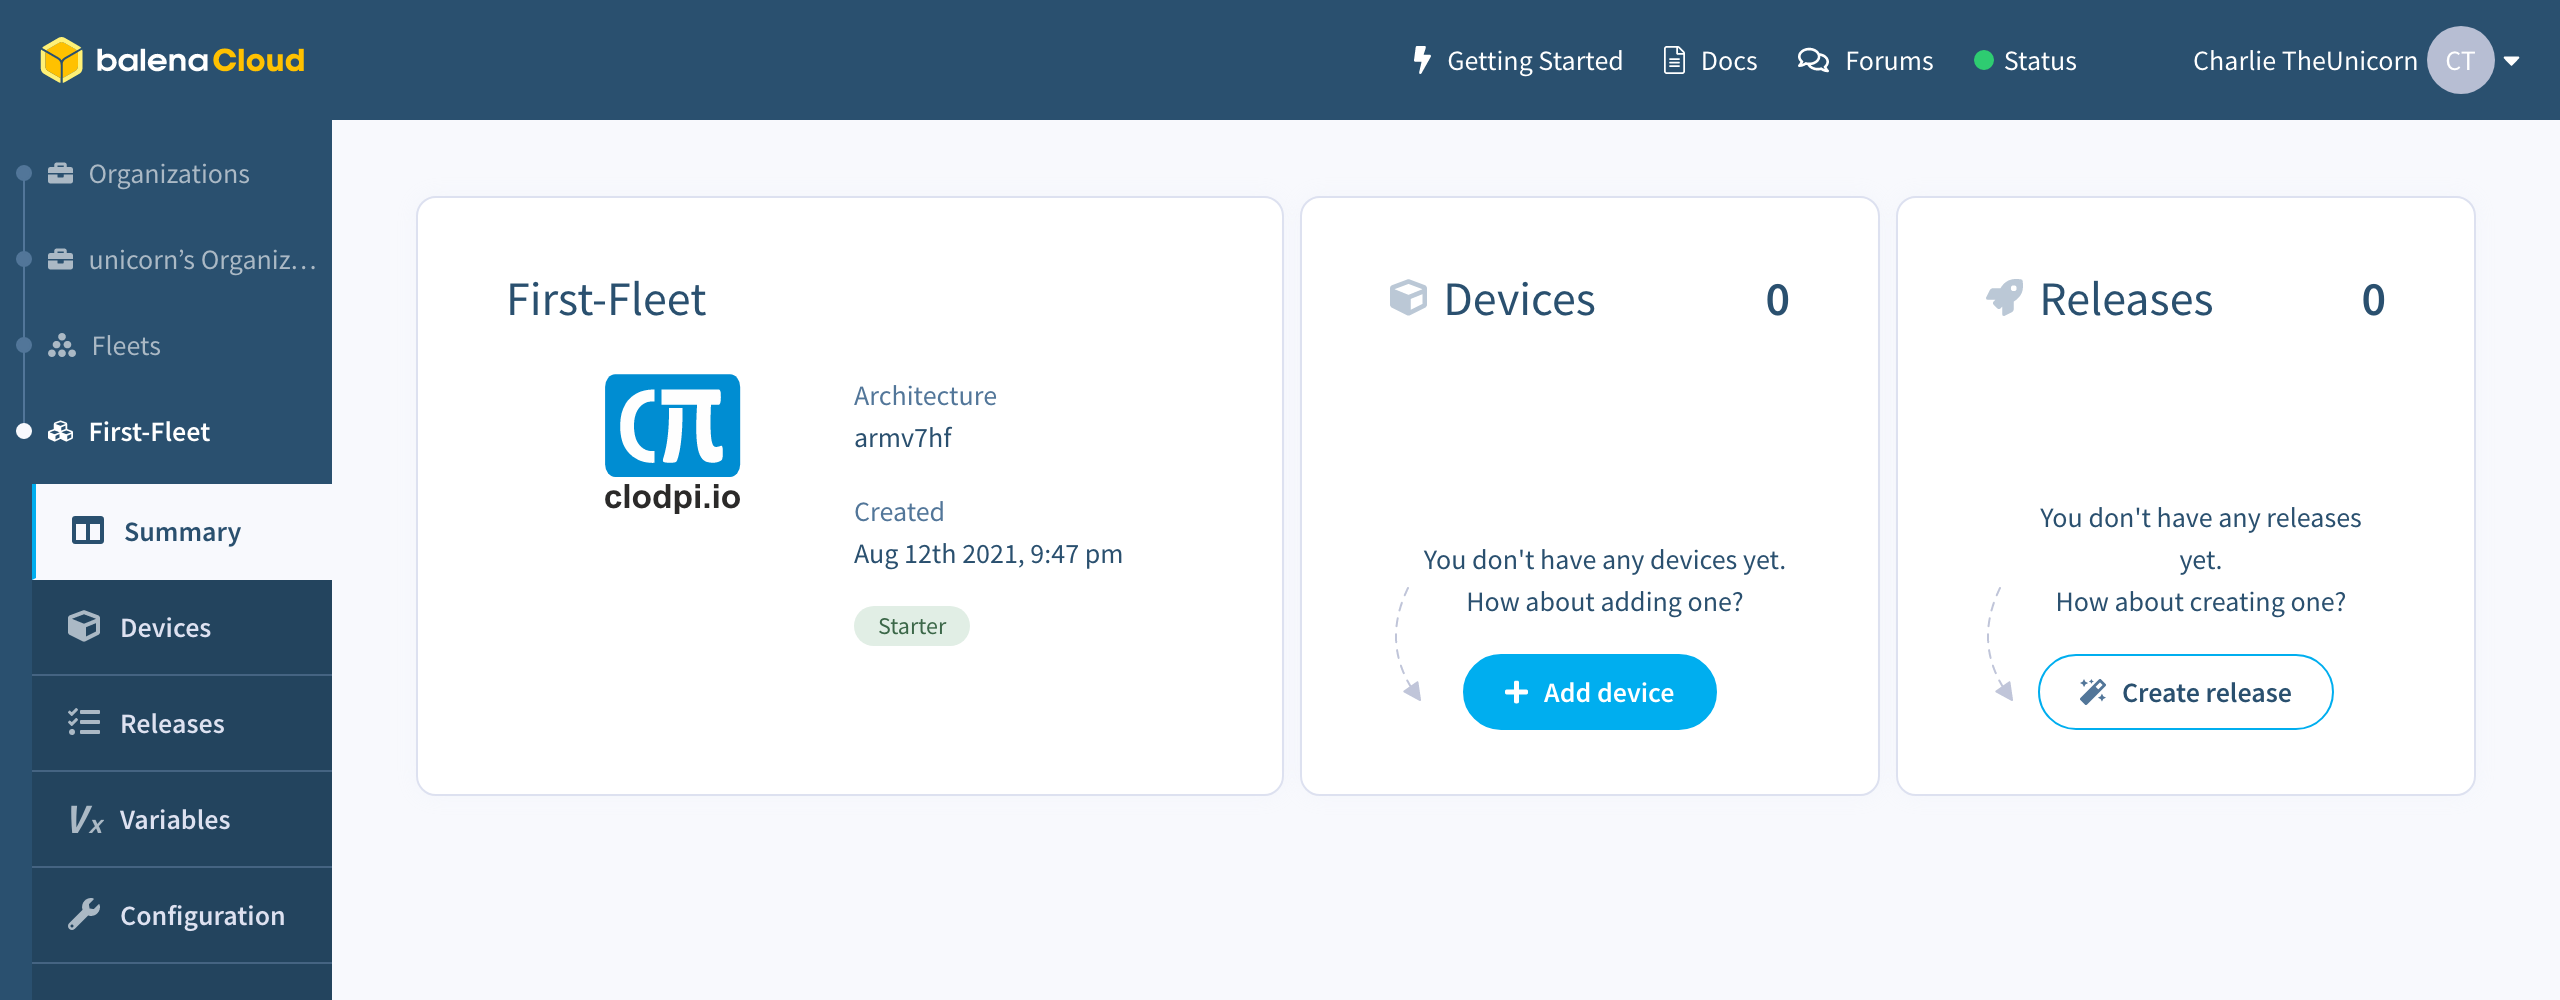 balenaCloud
Getting Started
Docs
Forums
Status
Charlie TheUnicorn
CT
Organizations
unicorn’s Organiz…
Fleets
First-Fleet
Summary
Devices
Releases
Vx Variables
Configuration
First-Fleet
cπ
clodpi.io
Architecture
armv7hf
Created
Aug 12th 2021, 9:47 pm
Starter
Devices 0
You don't have any devices yet.
How about adding one?
Add device
Releases 0
You don't have any releases
yet.
How about creating one?
Create release